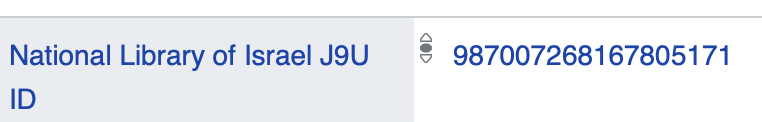 National Library of Israel J9U
ID
987007268167805171